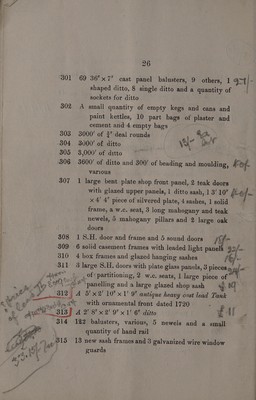 26
301 69 36" × 7" cast panel balusters, 9 others, 1
shaped ditto, 8 single ditto and a quantity of
sockets for ditto
302 A small quantity of empty kegs and cans and
paint kettles, 10 part bags of plaster and
cement and 4 empty bags
303 3000' of deal rounds
304 3000' of ditto
305 3,000' of ditto
306 3600' of ditto and 300' of beading and moulding,
various
307 1 large bent plate shop front panel, 2 teak doors
with glazed upper panels, 1 ditto sash, 1 5' 10"
× 4' 4" piece of silvered plate, 4 sashes, 1 solid
frame, a w.c. seat, 3 long mahogany and teak
newels, 5 mahogany pillars and 2 large oak
doors
308 1 S.H. door and frame and 5 sound doors
309 6 solid casement frames with leaded light panels
310 4 box frames and glazed hanging sashes
311 3 large S.H. doors with plate glass panels, 2 pieces
of partitioning, 2 w.c. seats, 1 large piece of
panelling and a large glazed shop sash
312 A 3' × 2' 10" × 1' 9" antique heavy cast lead Tank
with ornamental front dated 1720
313 A 2' 8" × 2' 9" × 1' 6" ditto £11
314 142 balusters, various, 5 newels and a small
quantity of hand rail
315 13 new sash frames and 3 galvanized wire window
guards